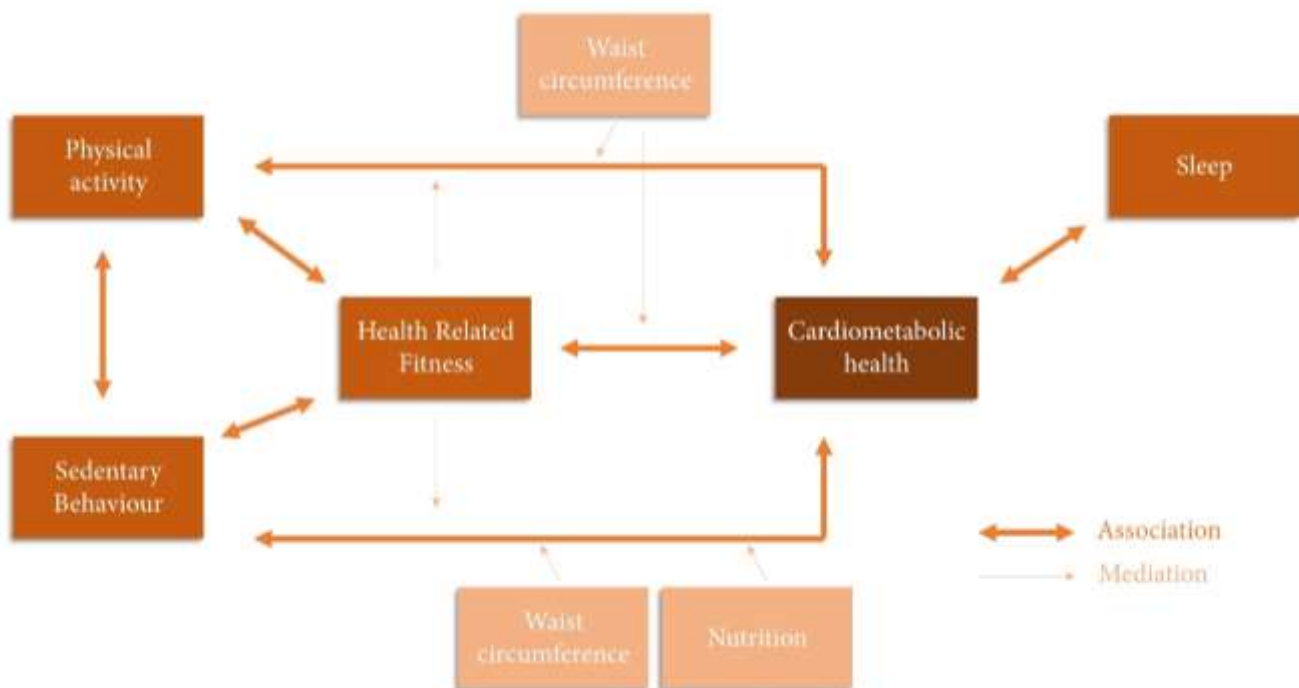 Waist
circumference
Physical
activity
Sleep
Health Related
Fitness
Cardiometabolic
health
Sedentary
Behaviour
Association
Mediation
Waist
circumference
Nutrition